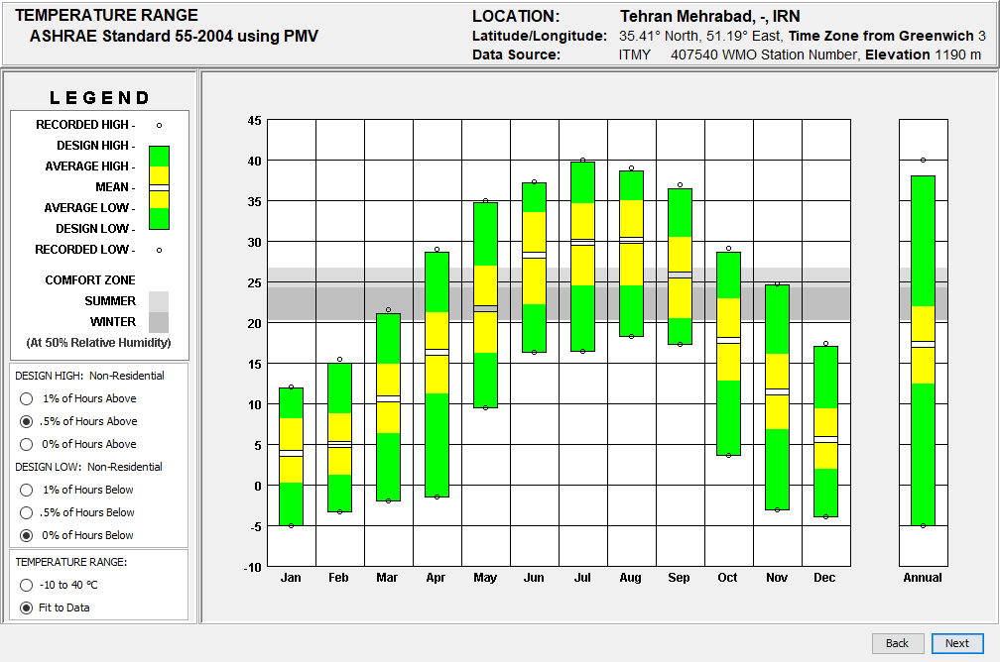 TEMPERATURE RANGE
ASHRAE Standard 55-2004 using PMV
LOCATION: Tehran Mehrabad, -, IRN
Latitude/Longitude: 35.41° North, 51.19° East, Time Zone from Greenwich 3
Data Source: ITMY 407540 WMO Station Number, Elevation 1190 m
LEGEND
RECORDED HIGH -
DESIGN HIGH -
AVERAGE HIGH -
MEAN -
AVERAGE LOW -
DESIGN LOW -
RECORDED LOW -
COMFORT ZONE
SUMMER
WINTER
(At 50% Relative Humidity)
DESIGN HIGH: Non-Residential
1% of Hours Above
.5% of Hours Above
0% of Hours Above
DESIGN LOW: Non-Residential
1% of Hours Below
.5% of Hours Below
0% of Hours Below
TEMPERATURE RANGE:
-10 to 40 °C
Fit to Data
45
40
35
30
25
20
15
10
5
0
-5
-10
Jan Feb Mar Apr May Jun Jul Aug Sep Oct Nov Dec Annual
Back Next